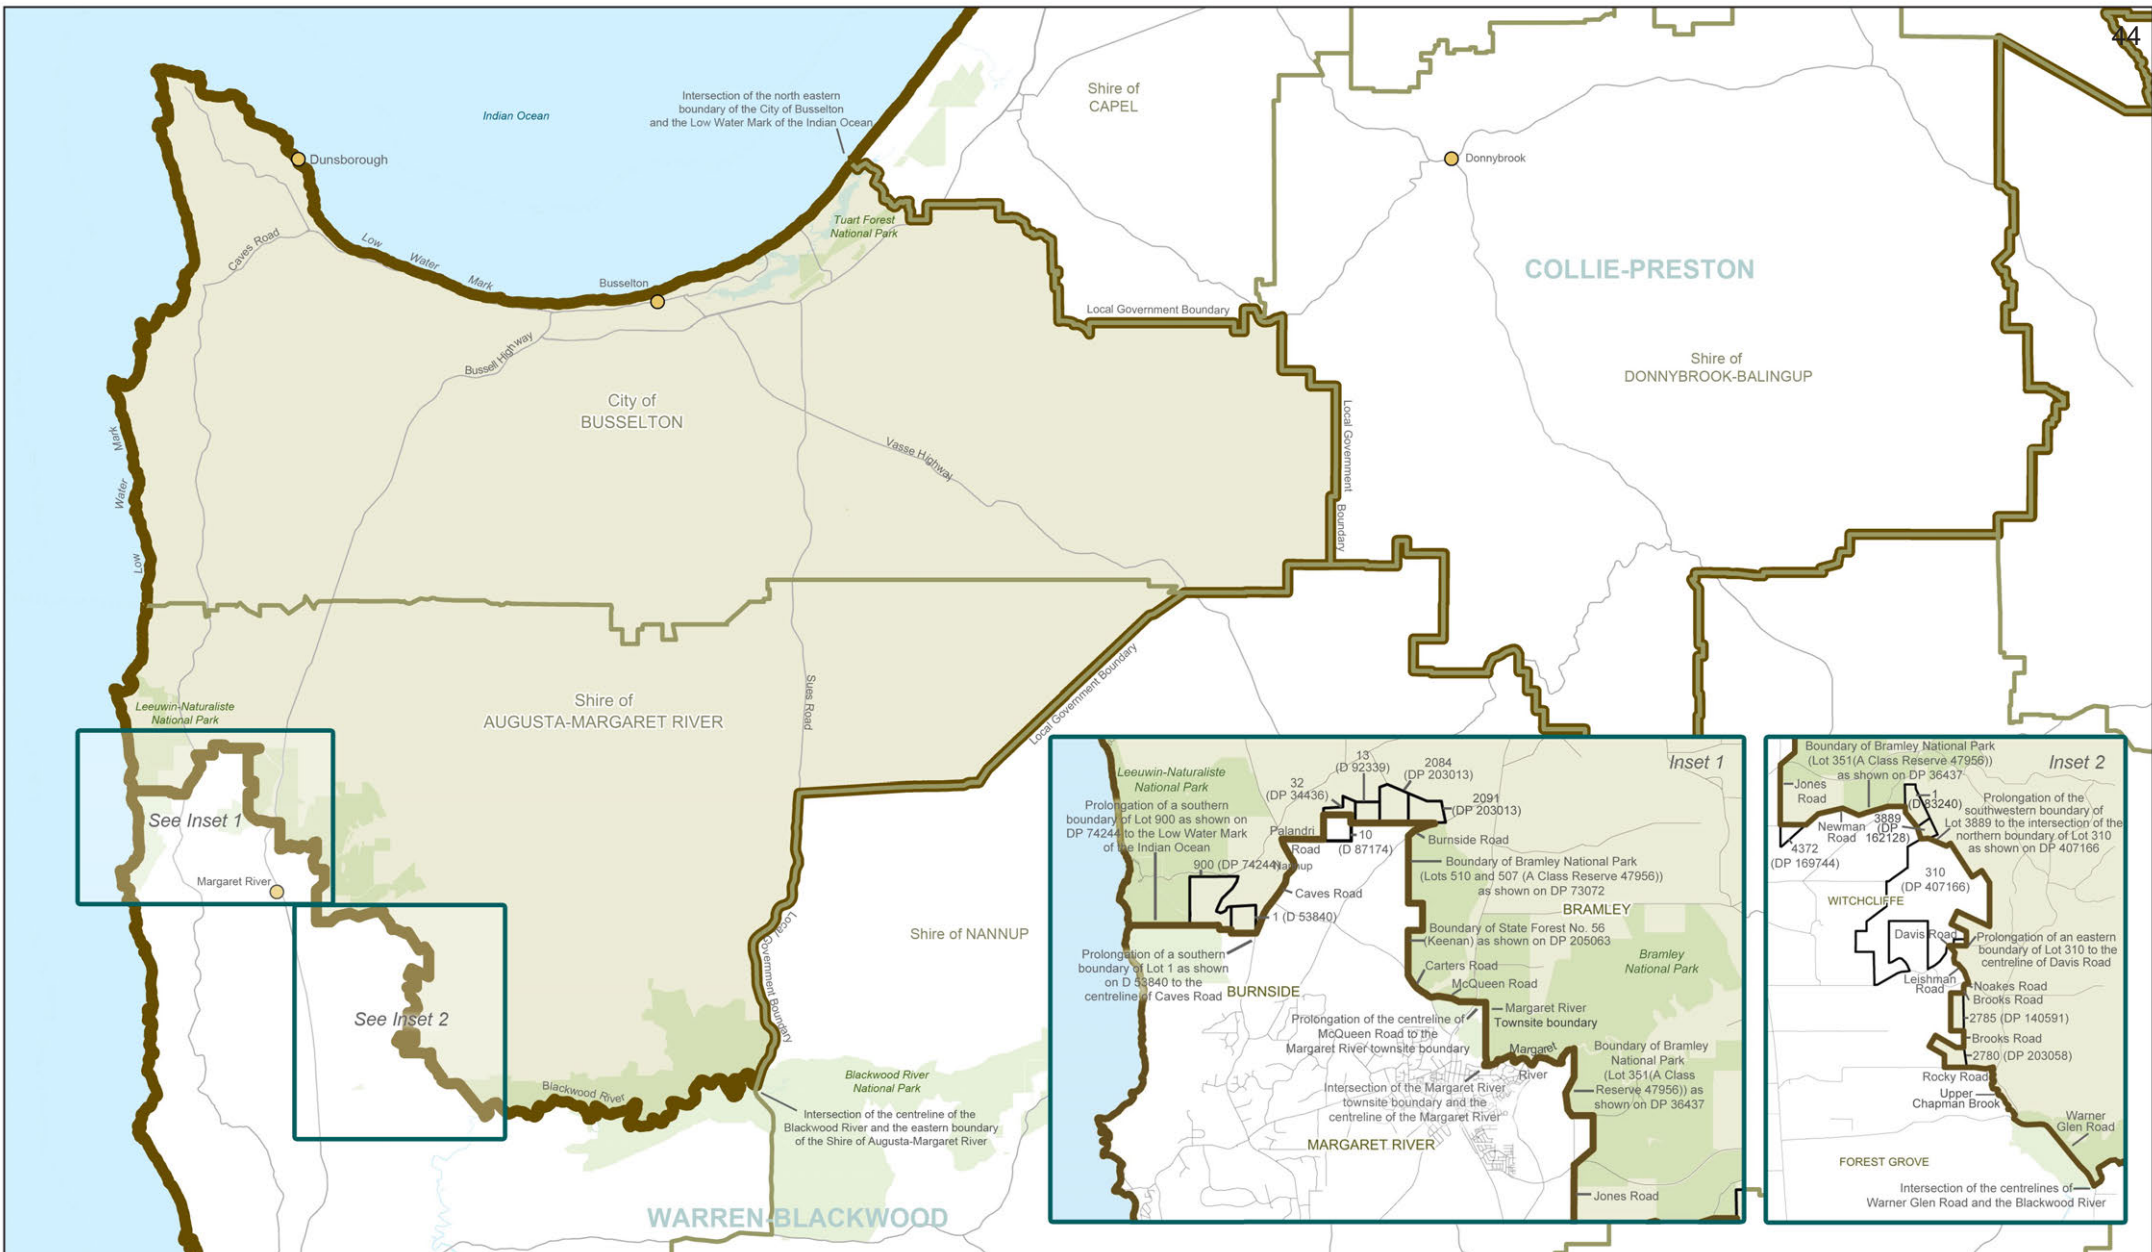 44
Indian Ocean
Intersection of the north eastern
boundary of the City of Busselton
and the Low Water Mark of the Indian Ocean
Shire of
CAPEL
Dunsborough
Donnybrook
Tuart Forest
National Park
Caves Road
Low Water Mark
Busselton
COLLIE-PRESTON
Local Government Boundary
Bussell Highway
Shire of
DONNYBROOK-BALINGUP
City of
BUSSELTON
Local Government Boundary
Low Water Mark
Vasse Highway
Local Government Boundary
Sues Road
Leeuwin-Naturaliste
National Park
Shire of
AUGUSTA-MARGARET RIVER
See Inset 1
Margaret River
Local Government Boundary
Shire of NANNUP
See Inset 2
Blackwood River
Blackwood River
National Park
Intersection of the centreline of the
Blackwood River and the eastern boundary
of the Shire of Augusta-Margaret River
WARREN-BLACKWOOD
Inset 1
Leeuwin-Naturaliste
National Park
13
(D 92339)
2084
(DP 203013)
32
(DP 34436)
2091
(DP 203013)
Prolongation of a southern
boundary of Lot 900 as shown on
DP 74244 to the Low Water Mark
of the Indian Ocean
Palandri
Road
10
(D 87174)
Burnside Road
900 (DP 74244)
Nannup
Boundary of Bramley National Park
(Lots 510 and 507 (A Class Reserve 47956))
as shown on DP 73072
Caves Road
1 (D 53840)
BRAMLEY
Boundary of State Forest No. 56
(Keenan) as shown on DP 205063
Prolongation of a southern
boundary of Lot 1 as shown
on D 53840 to the
centreline of Caves Road
Bramley
National Park
Carters Road
McQueen Road
BURNSIDE
Margaret River
Townsite boundary
Prolongation of the centreline of
McQueen Road to the
Margaret River townsite boundary
Margaret
River
Boundary of Bramley
National Park
(Lot 351(A Class
Reserve 47956)) as
shown on DP 36437
Intersection of the Margaret River
townsite boundary and the
centreline of the Margaret River
MARGARET RIVER
Jones Road
Inset 2
Boundary of Bramley National Park
(Lot 351(A Class Reserve 47956))
as shown on DP 36437
Jones
Road
1
(D 83240)
Prolongation of the
southwestern boundary of
Lot 3889 to the intersection of the
northern boundary of Lot 310
as shown on DP 407166
Newman
Road
3889
(DP
162128)
4372
(DP 169744)
310
(DP 407166)
WITCHCLIFFE
Davis Road
Prolongation of an eastern
boundary of Lot 310 to the
centreline of Davis Road
Leishman
Road
Noakes Road
Brooks Road
2785 (DP 140591)
Brooks Road
2780 (DP 203058)
Rocky Road
Upper
Chapman Brook
Warner
Glen Road
FOREST GROVE
Intersection of the centrelines of
Warner Glen Road and the Blackwood River